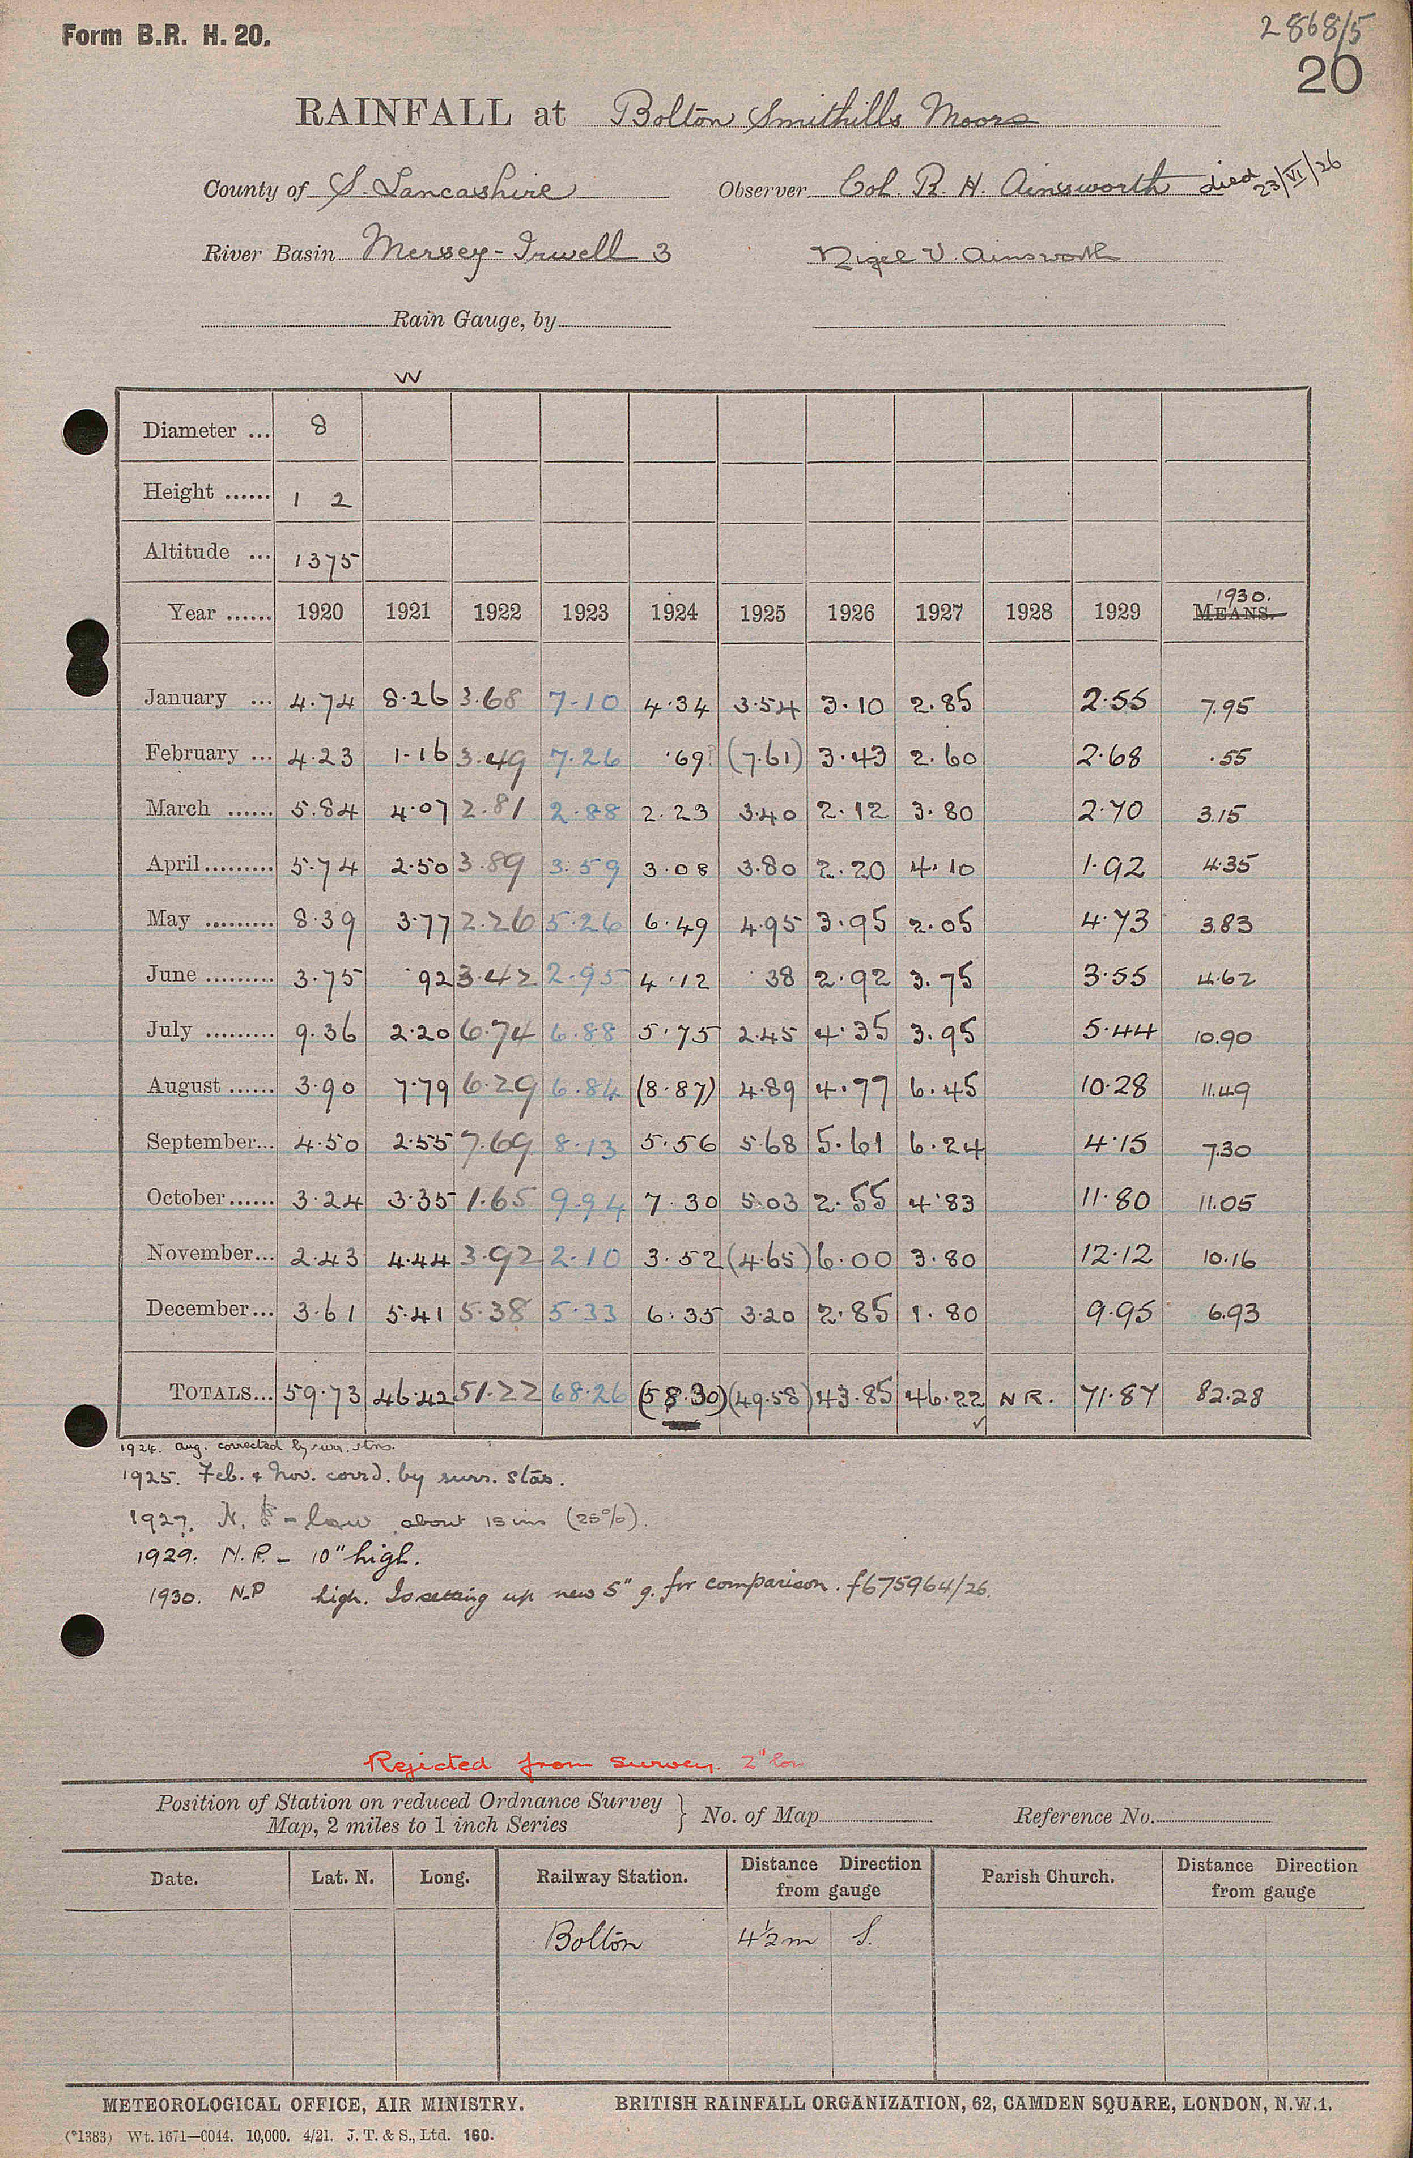 Form B.R. H. 20.
2868/5
20
RAINFALL at Bolton Smithills Moors
County of S. Lancashire Observer Col. R. H. Ainsworth died 23/VI/26
River Basin Mersey-Irwell 3 Nigel V. Ainsworth
Rain Gauge, by
W
Diameter ... 8
Height ...... 1 2
Altitude ... 1375
Year ...... 1920 1921 1922 1923 1924 1925 1926 1927 1928 1929 MEANS. 1930.
January ... 4.74 8.26 3.68 7.10 4.34 3.54 3.10 2.85 2.55 7.95
February ... 4.23 1.16 3.49 7.26 .69? (7.61) 3.43 2.60 2.68 .55
March ...... 5.84 4.07 2.81 2.88 2.23 3.40 2.12 3.80 2.70 3.15
April ......... 5.74 2.50 3.89 3.59 3.08 3.80 2.20 4.10 1.92 4.35
May ......... 8.39 3.77 2.26 5.26 6.49 4.95 3.95 2.05 4.73 3.83
June ......... 3.75 .92 3.42 2.95 4.12 .38 2.92 3.75 3.55 4.62
July ......... 9.36 2.20 6.74 6.88 5.75 2.45 4.35 3.95 5.44 10.90
August ...... 3.90 7.79 6.29 6.84 (8.87) 4.89 4.77 6.45 10.28 11.49
September... 4.50 2.55 7.69 8.13 5.56 5.68 5.61 6.24 4.15 7.30
October ...... 3.24 3.35 1.65 9.94 7.30 5.03 2.55 4.83 11.80 11.05
November... 2.43 4.44 3.92 2.10 3.52 (4.65) 6.00 3.80 12.12 10.16
December... 3.61 5.41 5.38 5.33 6.35 3.20 2.85 1.80 9.95 6.93
TOTALS... 59.73 46.42 51.22 68.26 (58.30) (49.58) 43.85 46.22 NR. 71.87 82.28
1924. Aug. corrected by surr. stns.
1925. Feb. & Nov. corrd. by surr. stas.
1927. N. P - low about 15 ins (25%).
1929. N.P. - 10" high.
1930. N.P high. Is setting up new 5" g. for comparison. f675964/26.
Rejected from survey. 2" low
Position of Station on reduced Ordnance Survey Map, 2 miles to 1 inch Series } No. of Map Reference No.
Date. Lat. N. Long. Railway Station. Distance Direction from gauge Parish Church. Distance Direction from gauge
Bolton 4½m S.
METEOROLOGICAL OFFICE, AIR MINISTRY. BRITISH RAINFALL ORGANIZATION, 62, CAMDEN SQUARE, LONDON, N.W.1.
(*1383) Wt. 1671—0044. 10,000. 4/21. J. T. & S., Ltd. 160.